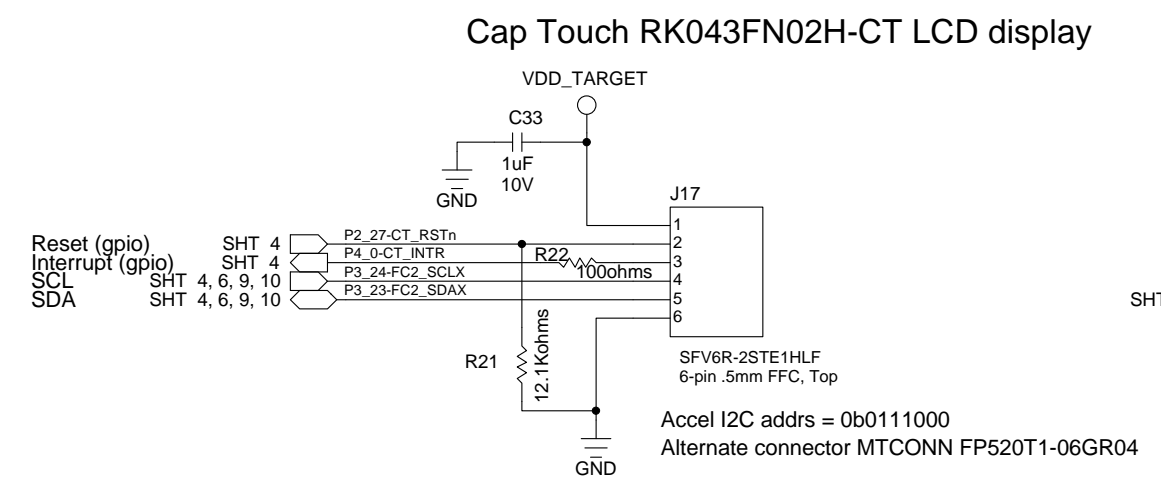 Cap Touch RK043FN02H-CT LCD display
VDD_TARGET
C33
1uF
10V
GND
J17
1
Reset (gpio) SHT 4 P2_27-CT_RSTn 2
Interrupt (gpio) SHT 4 P4_0-CT_INTR R22 100ohms 3
SCL SHT 4, 6, 9, 10 P3_24-FC2_SCLX 4
SDA SHT 4, 6, 9, 10 P3_23-FC2_SDAX 5
6
SHT
R21
12.1Kohms
SFV6R-2STE1HLF
6-pin .5mm FFC, Top
Accel I2C addrs = 0b0111000
Alternate connector MTCONN FP520T1-06GR04
GND